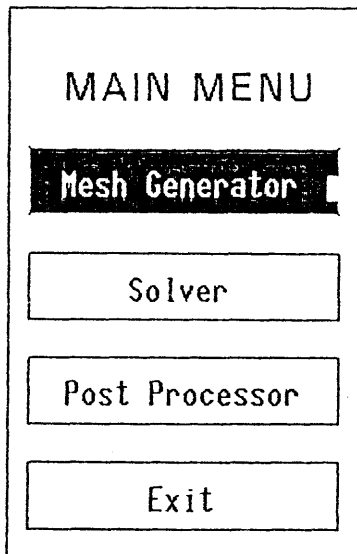 MAIN MENU
Mesh Generator
Solver
Post Processor
Exit